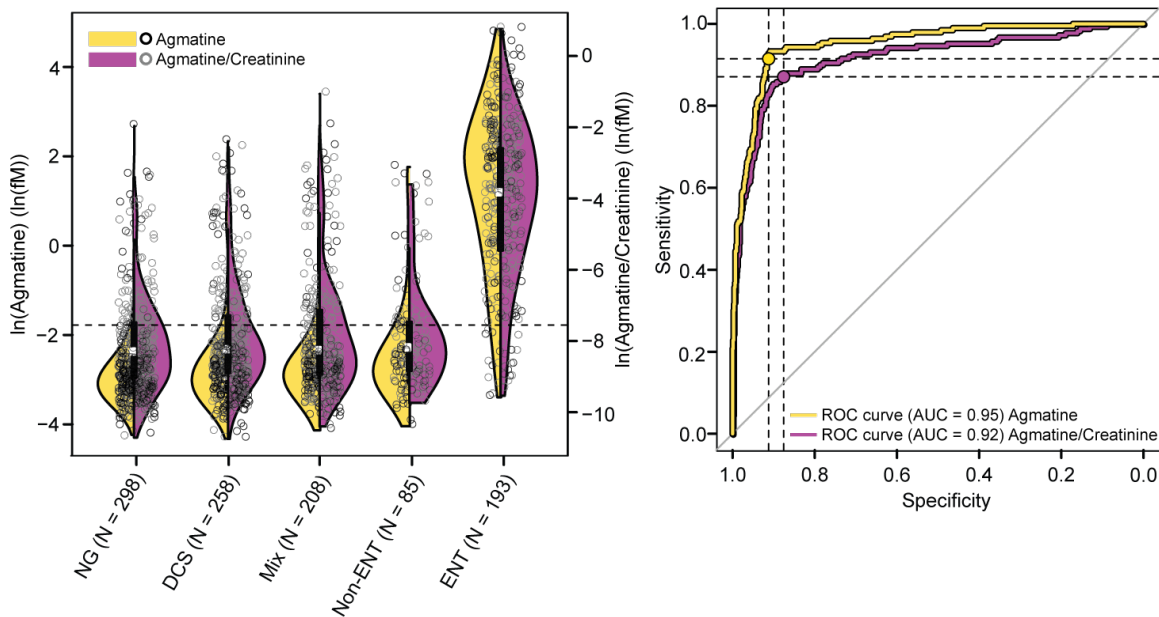 Agmatine
Agmatine/Creatinine
ln(Agmatine) (ln(fM))
4
2
0
−2
−4
0
−2
−4
−6
−8
−10
ln(Agmatine/Creatinine) (ln(fM))
NG (N = 298)
DCS (N = 258)
Mix (N = 208)
Non-ENT (N = 85)
ENT (N = 193)
Sensitivity
1.0
0.8
0.6
0.4
0.2
0.0
ROC curve (AUC = 0.95) Agmatine
ROC curve (AUC = 0.92) Agmatine/Creatinine
1.0
0.8
0.6
0.4
0.2
0.0
Specificity